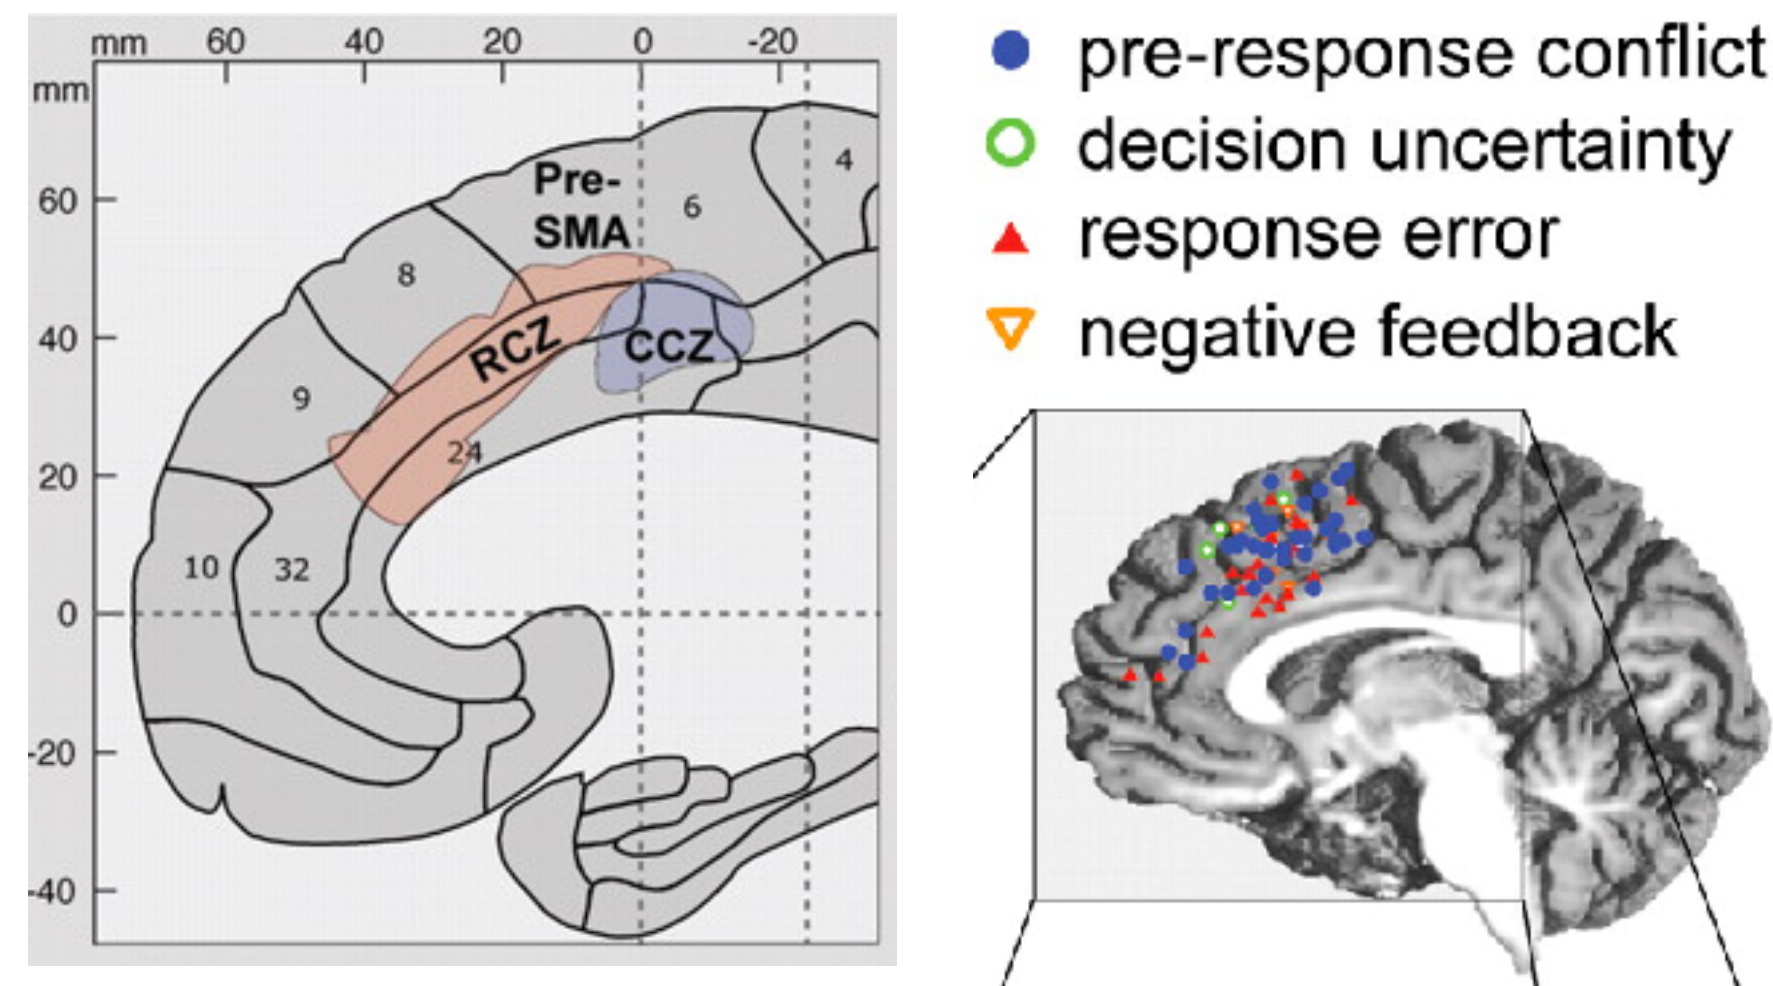 mm 60 40 20 0 -20
mm
60
40
20
0
-20
-40
Pre-
SMA
4
6
8
RCZ
CCZ
9
24
10
32
pre-response conflict
decision uncertainty
response error
negative feedback